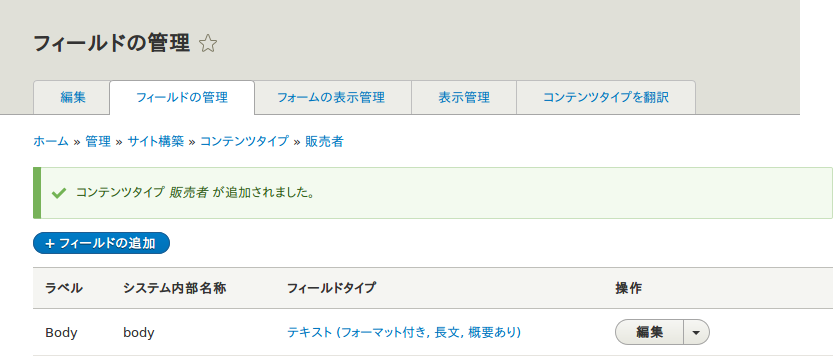 フィールドの管理
編集 フィールドの管理 フォームの表示管理 表示管理 コンテンツタイプを翻訳
ホーム » 管理 » サイト構築 » コンテンツタイプ » 販売者
コンテンツタイプ 販売者 が追加されました。
+ フィールドの追加
ラベル システム内部名称 フィールドタイプ 操作
Body body テキスト (フォーマット付き, 長文, 概要あり) 編集